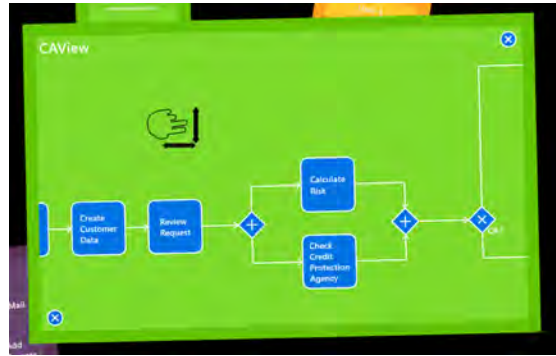 CAView
Create
Customer
Data
Review
Request
Calculate
Risk
Check
Credit
Protection
Agency
OK?
Mail
Add